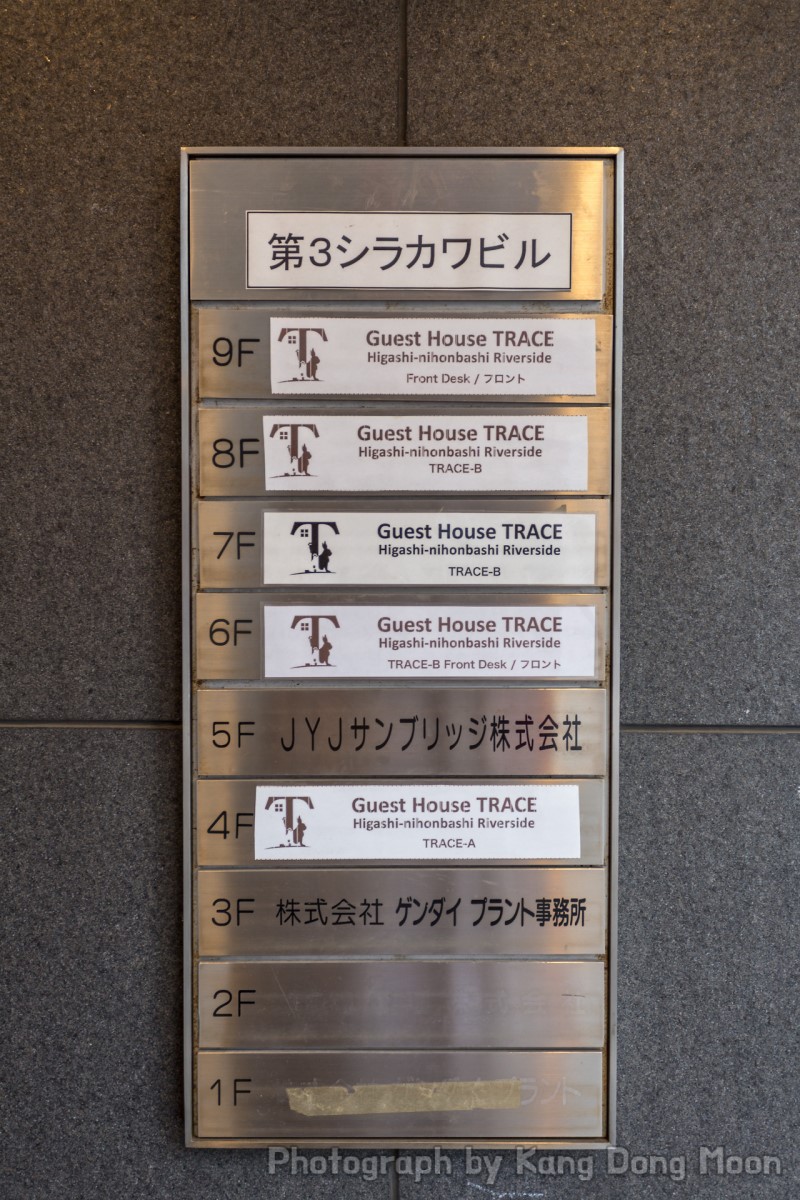 第3シラカワビル
9F
Guest House TRACE
Higashi-nihonbashi Riverside
Front Desk / フロント
8F
Guest House TRACE
Higashi-nihonbashi Riverside
TRACE-B
7F
Guest House TRACE
Higashi-nihonbashi Riverside
TRACE-B
6F
Guest House TRACE
Higashi-nihonbashi Riverside
TRACE-B Front Desk / フロント
5F JYJサンブリッジ株式会社
4F
Guest House TRACE
Higashi-nihonbashi Riverside
TRACE-A
3F 株式会社 ゲンダイ プラント事務所
2F
1F プラント
Photograph by Kang Dong Moon